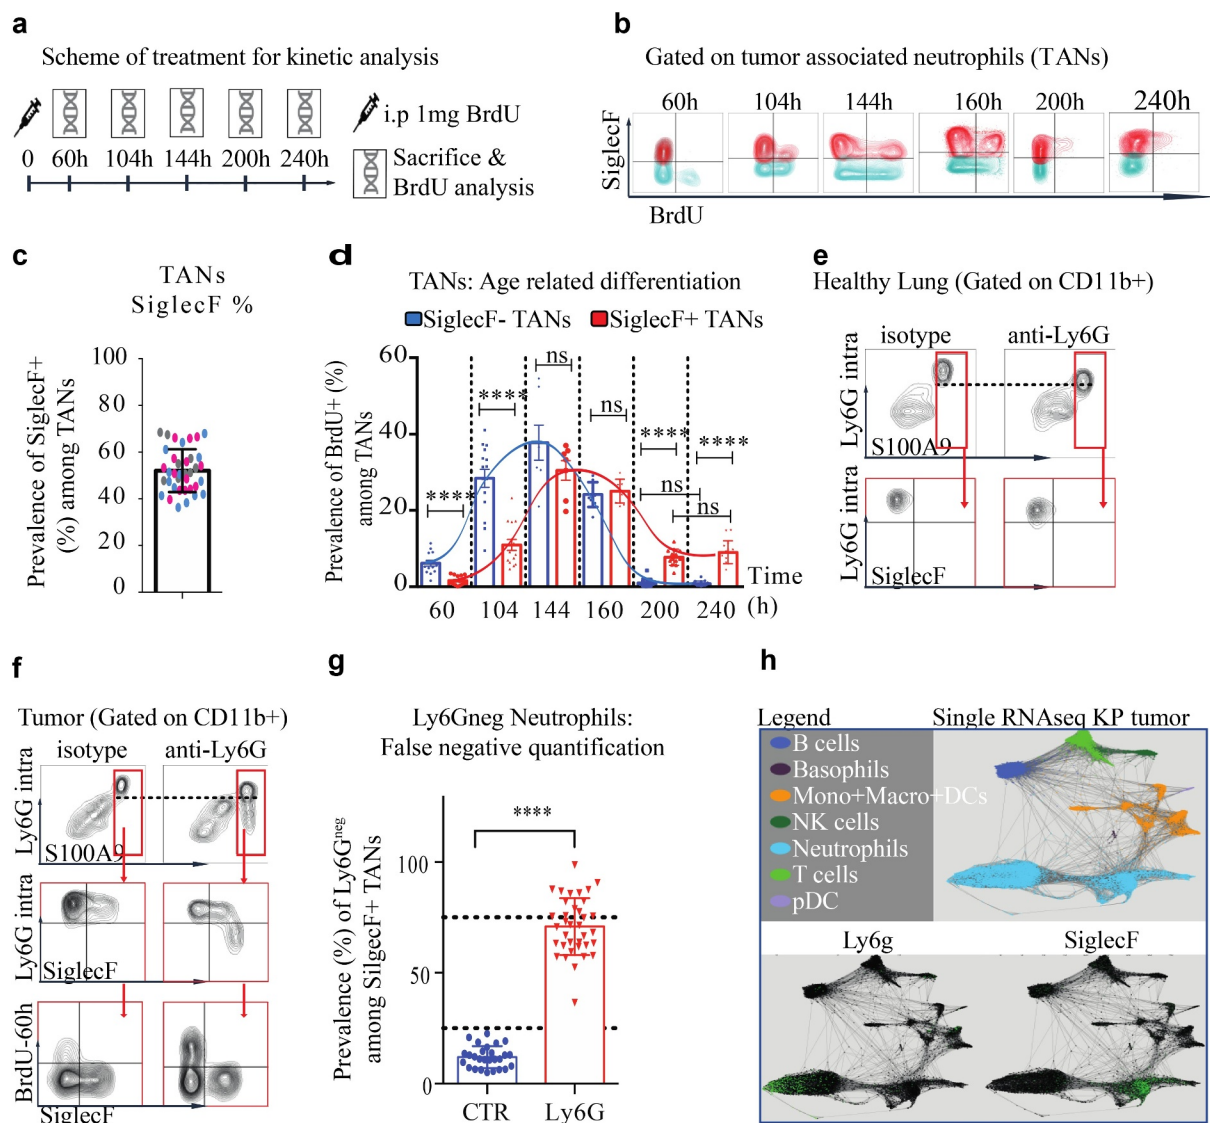 a
Scheme of treatment for kinetic analysis
i.p 1mg BrdU
0 60h 104h 144h 200h 240h
Sacrifice &
BrdU analysis
b
Gated on tumor associated neutrophils (TANs)
60h 104h 144h 160h 200h 240h
SiglecF
BrdU
c
TANs
SiglecF %
Prevalence of SiglecF+
(%) among TANs
100
80
60
40
20
0
d
TANs: Age related differentiation
SiglecF- TANs SiglecF+ TANs
Prevalence of BrdU+ (%)
among TANs
60
40
20
0
****
****
ns
ns
****
ns
ns
****
60 104 144 160 200 240
Time
(h)
e
Healthy Lung (Gated on CD11b+)
isotype anti-Ly6G
Ly6G intra
S100A9
Ly6G intra
SiglecF
f
Tumor (Gated on CD11b+)
isotype anti-Ly6G
Ly6G intra
S100A9
Ly6G intra
SiglecF
BrdU-60h
SiglecF
g
Ly6Gneg Neutrophils:
False negative quantification
Prevalence (%) of Ly6Gneg
among SilgecF+ TANs
****
100
50
0
CTR Ly6G
h
Legend
Single RNAseq KP tumor
B cells
Basophils
Mono+Macro+DCs
NK cells
Neutrophils
T cells
pDC
Ly6g SiglecF